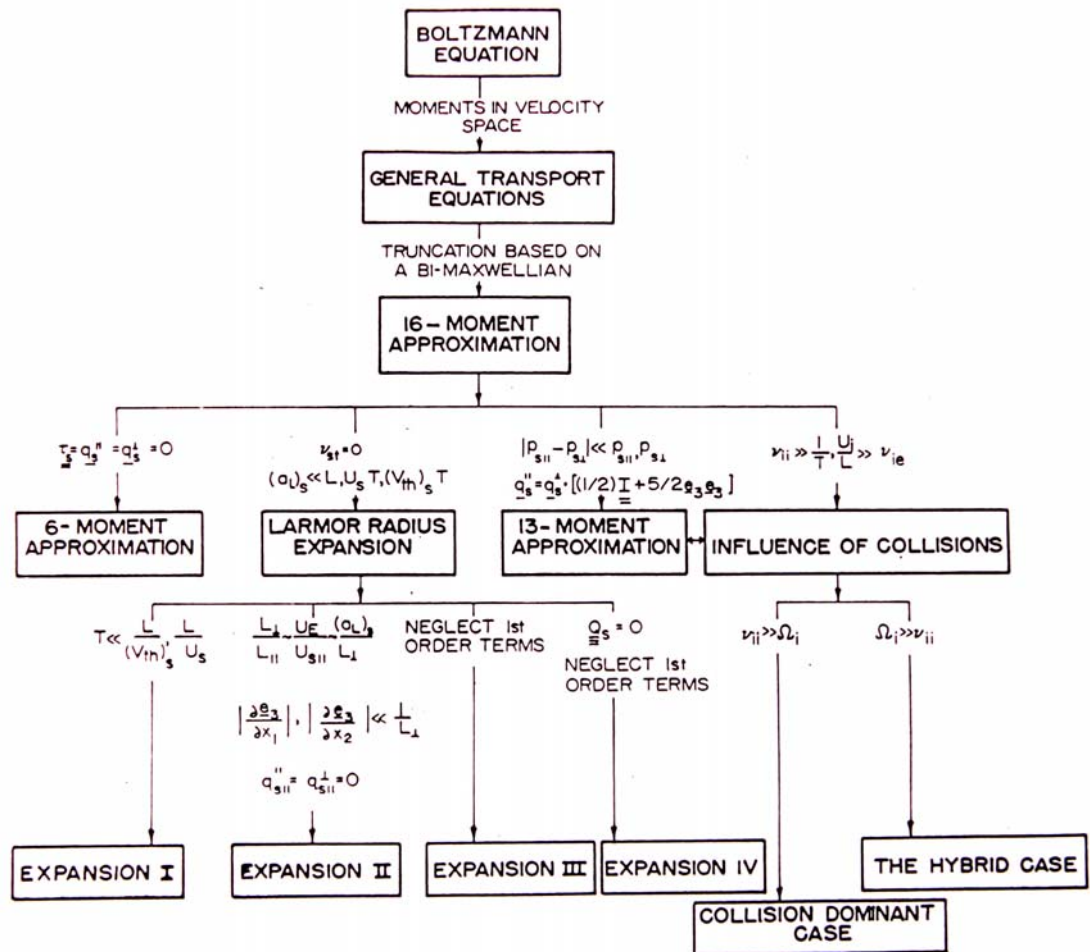 BOLTZMANN
EQUATION
MOMENTS IN VELOCITY
SPACE
GENERAL TRANSPORT
EQUATIONS
TRUNCATION BASED ON
A BI-MAXWELLIAN
16-MOMENT
APPROXIMATION
τ_s = q_s^∥ = q_s^⊥ = 0
ν_st = 0
(a_L)_s ≪ L, U_s T, (V_th)_s T
|p_s∥ − p_s⊥| ≪ p_s∥, p_s⊥
q_s^∥ = q_s^⊥ · [(1/2) I + 5/2 e_3 e_3]
ν_ii ≫ 1/T, U_i/L ≫ ν_ie
6-MOMENT
APPROXIMATION
LARMOR RADIUS
EXPANSION
13-MOMENT
APPROXIMATION
INFLUENCE OF COLLISIONS
T ≪ L/(V_th)_s, L/U_s
L_⊥/L_∥ ~ U_E/U_s∥ ~ (a_L)_s/L_⊥
|∂e_3/∂x_1|, |∂e_3/∂x_2| ≪ 1/L_⊥
q_s∥^∥ = q_s∥^⊥ = 0
NEGLECT 1st
ORDER TERMS
Q_s = 0
NEGLECT 1st
ORDER TERMS
ν_ii ≫ Ω_i
Ω_i ≫ ν_ii
EXPANSION I
EXPANSION II
EXPANSION III
EXPANSION IV
THE HYBRID CASE
COLLISION DOMINANT
CASE